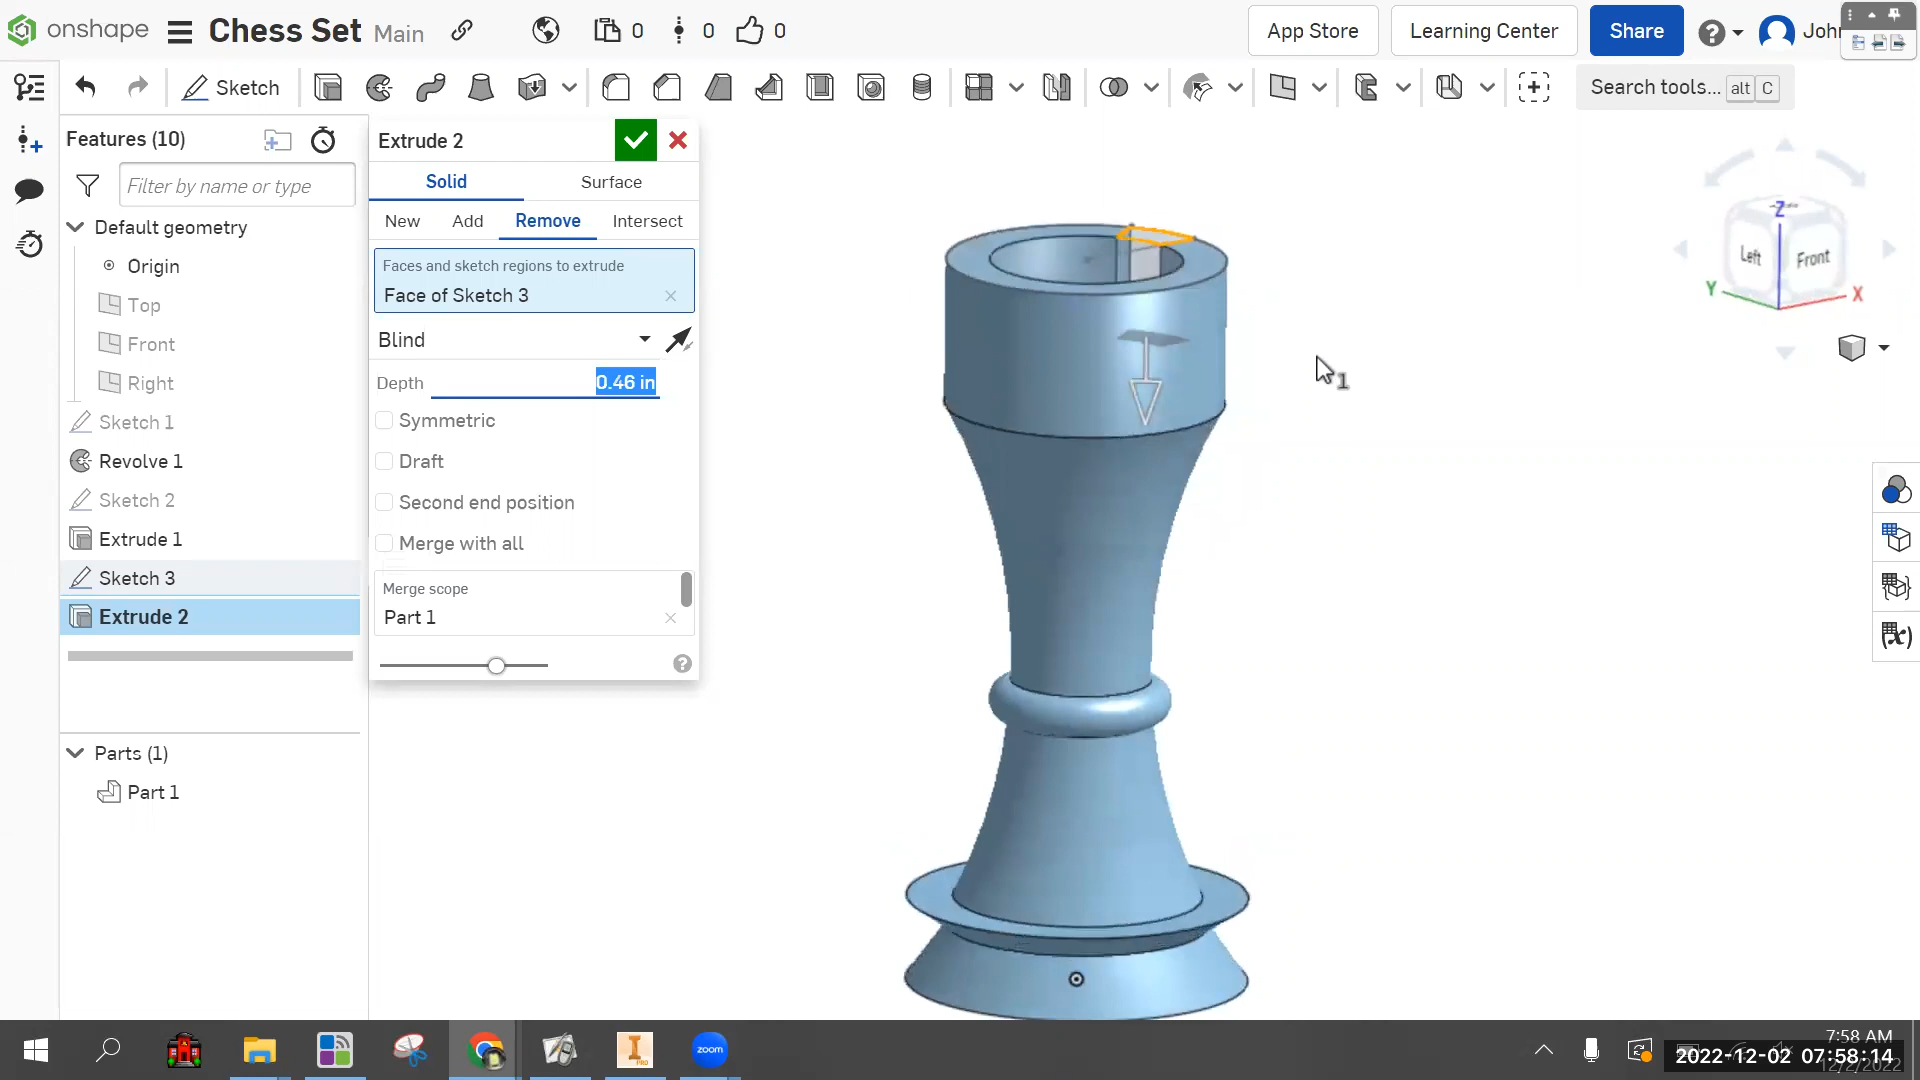 onshape Chess Set Main 0 0 0 App Store Learning Center Share
Sketch Search tools... alt C
Features (10)
Filter by name or type
Default geometry
Origin
Top
Front
Right
Sketch 1
Revolve 1
Sketch 2
Extrude 1
Sketch 3
Extrude 2
Parts (1)
Part 1
Extrude 2
Solid Surface
New Add Remove Intersect
Faces and sketch regions to extrude
Face of Sketch 3
Blind
Depth 0.46 in
Symmetric
Draft
Second end position
Merge with all
Merge scope
Part 1
Z
Left Front
Y X
1
(x)
I
PRO
zoom
7:58 AM
2022-12-02 07:58:14